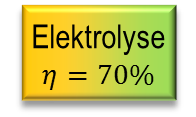 Elektrolyse
η = 70%